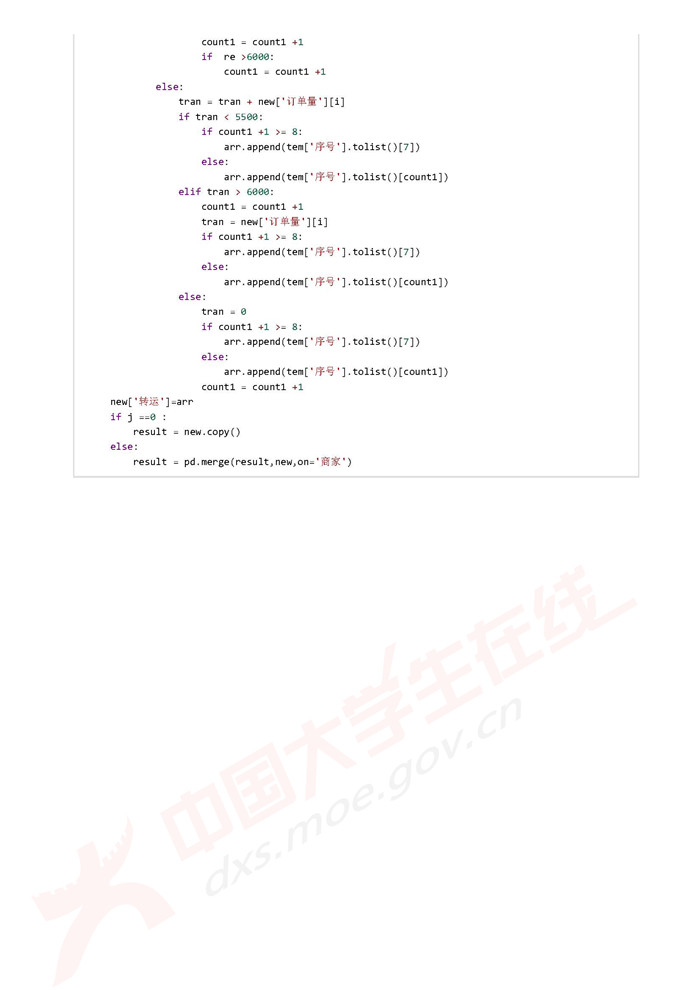 count1 = count1 +1
if  re >6000:
count1 = count1 +1
else:
tran = tran + new['订单量'][i]
if tran < 5500:
if count1 +1 >= 8:
arr.append(tem['序号'].tolist()[7])
else:
arr.append(tem['序号'].tolist()[count1])
elif tran > 6000:
count1 = count1 +1
tran = new['订单量'][i]
if count1 +1 >= 8:
arr.append(tem['序号'].tolist()[7])
else:
arr.append(tem['序号'].tolist()[count1])
else:
tran = 0
if count1 +1 >= 8:
arr.append(tem['序号'].tolist()[7])
else:
arr.append(tem['序号'].tolist()[count1])
count1 = count1 +1
new['转运']=arr
if j ==0 :
result = new.copy()
else:
result = pd.merge(result,new,on='商家')
中国大学生在线
dxs.moe.gov.cn